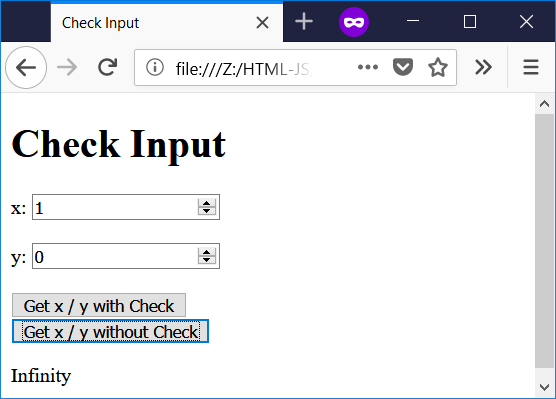 Check Input
file:///Z:/HTML-JS/
Check Input
x: 1
y: 0
Get x / y with Check
Get x / y without Check
Infinity